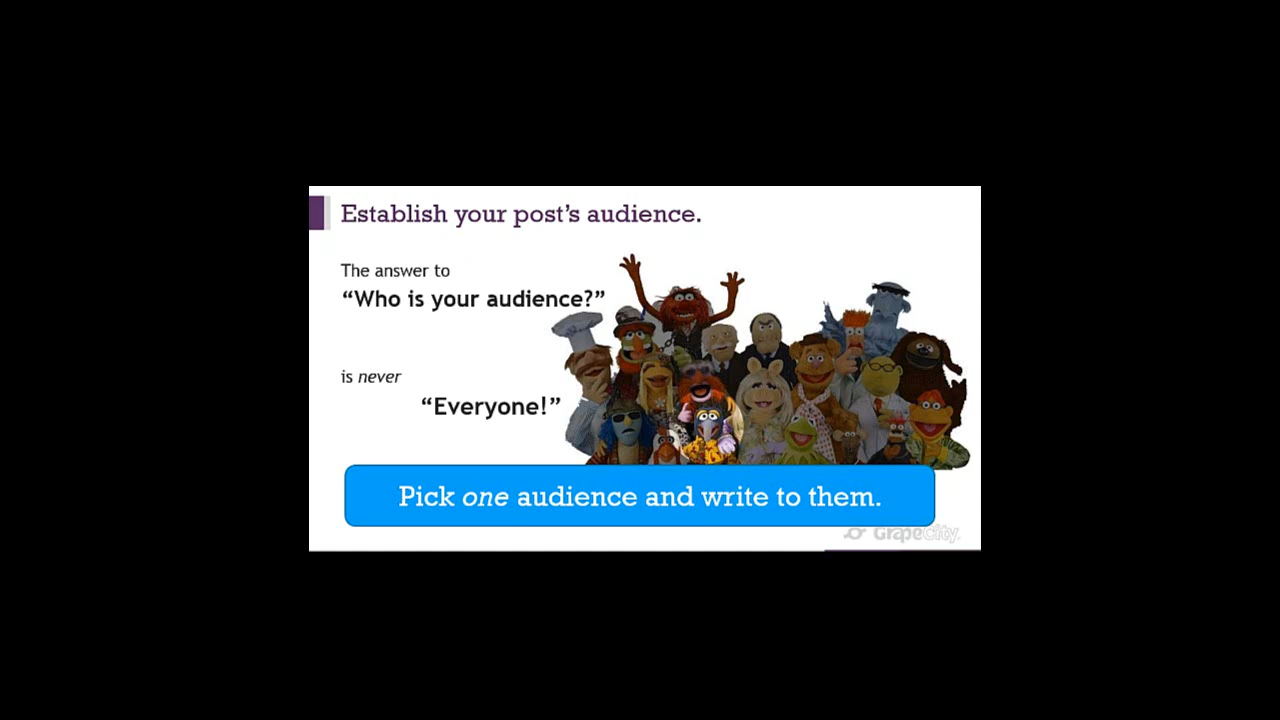 Establish your post's audience.
The answer to
“Who is your audience?”
is never
“Everyone!”
Pick one audience and write to them.
GrapeCity